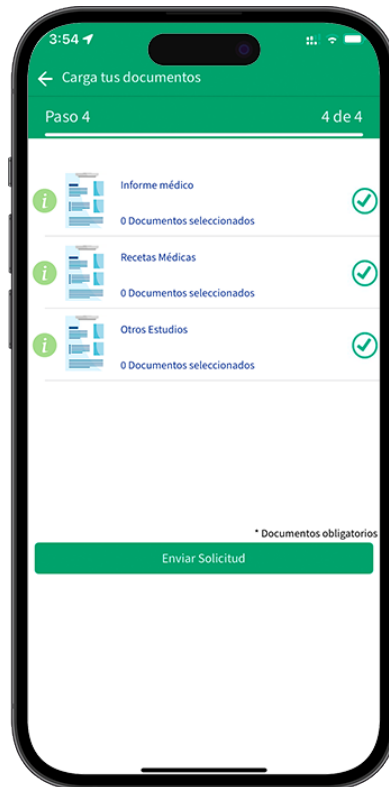 3:54
Carga tus documentos
Paso 4
4 de 4
Informe médico
0 Documentos seleccionados
Recetas Médicas
0 Documentos seleccionados
Otros Estudios
0 Documentos seleccionados
* Documentos obligatorios
Enviar Solicitud